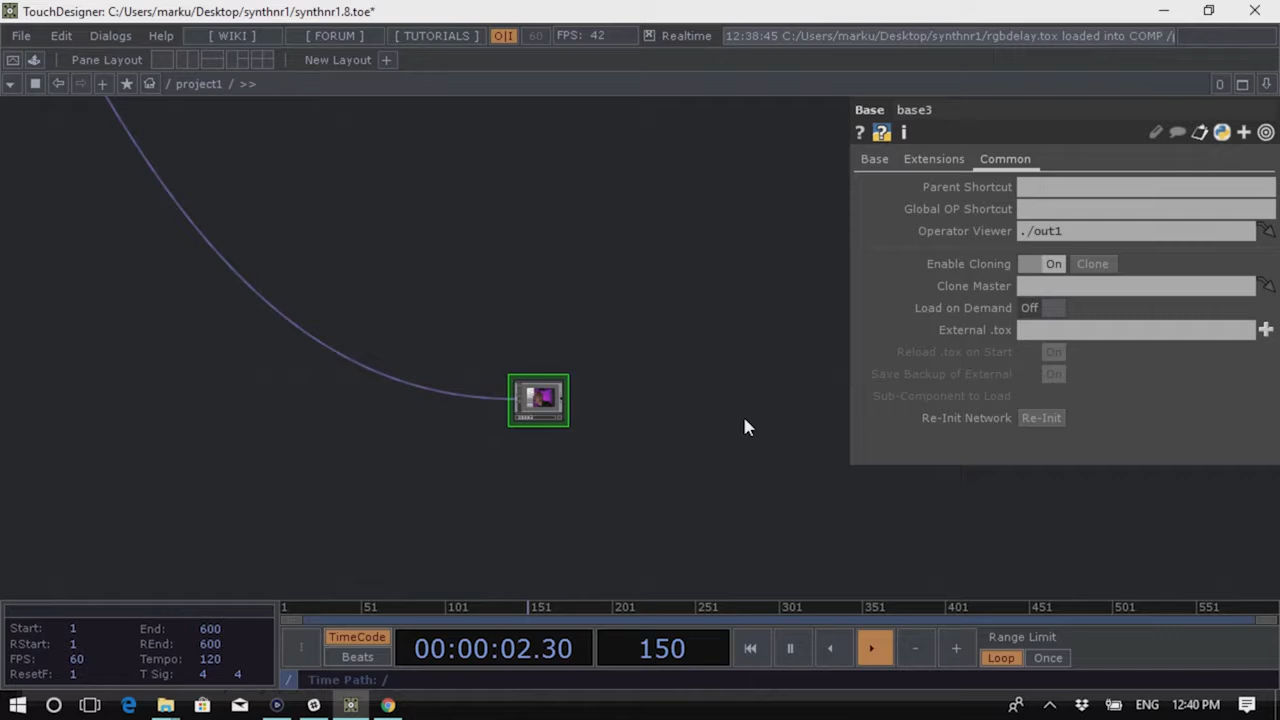 TouchDesigner: C:/Users/marku/Desktop/synthnr1/synthnr1.8.toe*
File Edit Dialogs Help [ WIKI ] [ FORUM ] [ TUTORIALS ] O|I 60 FPS: 42 Realtime 12:38:45 C:/Users/marku/Desktop/synthnr1/rgbdelay.tox loaded into COMP /
Pane Layout New Layout +
/ project1 / >> 0
Base base3
? ? i
Base Extensions Common
Parent Shortcut
Global OP Shortcut
Operator Viewer ./out1
Enable Cloning On Clone
Clone Master
Load on Demand Off
External .tox
Reload .tox on Start On
Save Backup of External On
Sub-Component to Load
Re-Init Network Re-Init
1 51 101 151 201 251 301 351 401 451 501 551
Start: 1 End: 600
RStart: 1 REnd: 600
FPS: 60 Tempo: 120
ResetF: 1 T Sig: 4 4
TimeCode
Beats
00:00:02.30 150
- +
Range Limit
Loop Once
/ Time Path: /
ENG 12:40 PM